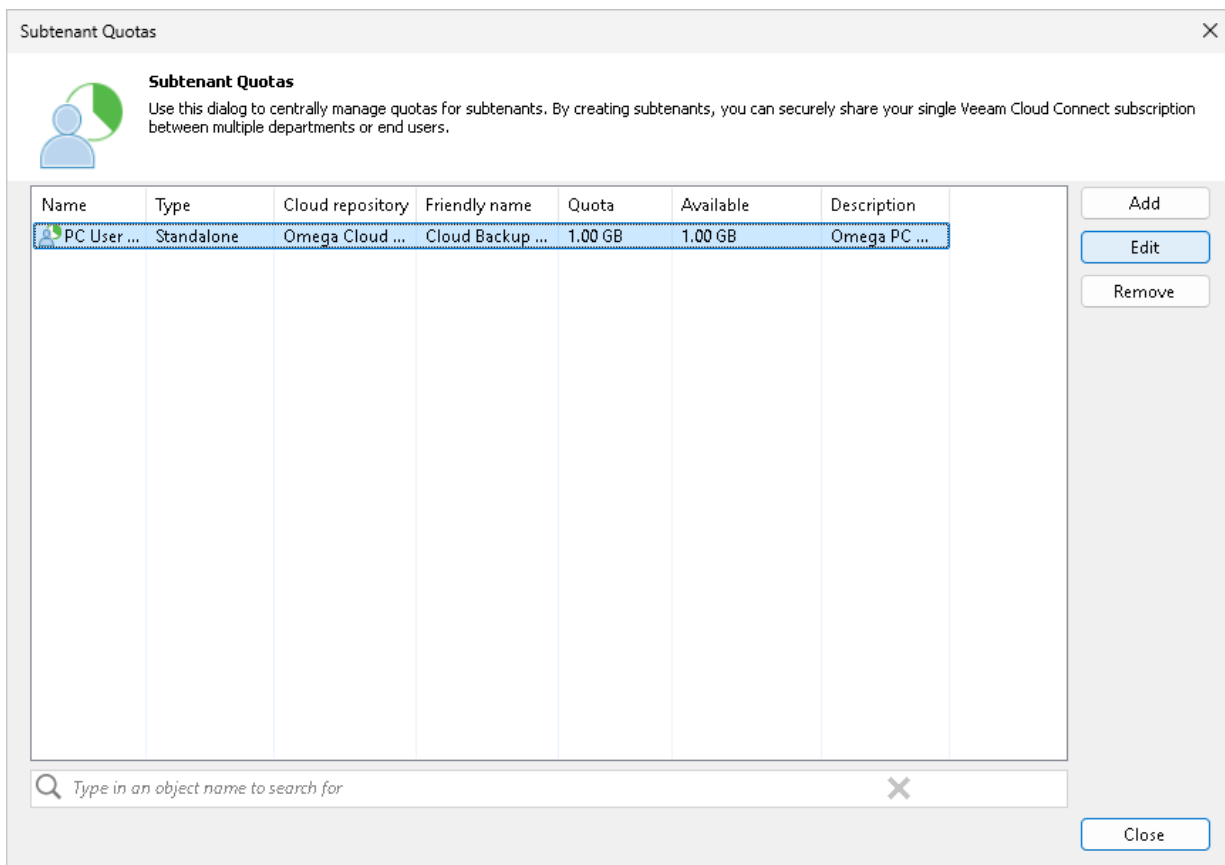 Subtenant Quotas
Subtenant Quotas
Use this dialog to centrally manage quotas for subtenants. By creating subtenants, you can securely share your single Veeam Cloud Connect subscription
between multiple departments or end users.
Name Type Cloud repository Friendly name Quota Available Description
PC User ... Standalone Omega Cloud ... Cloud Backup ... 1.00 GB 1.00 GB Omega PC ...
Add
Edit
Remove
Type in an object name to search for
Close